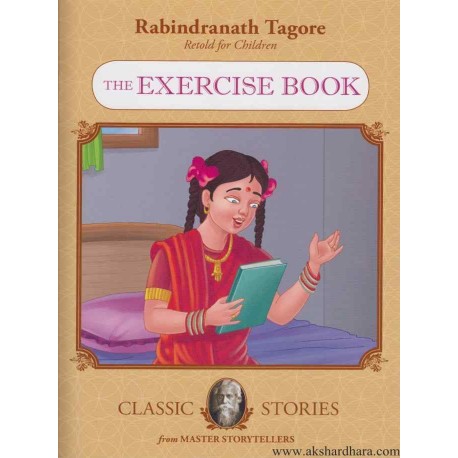 Rabindranath Tagore
Retold for Children
THE EXERCISE BOOK
CLASSIC STORIES
from MASTER STORYTELLERS
www.akshardhara.com